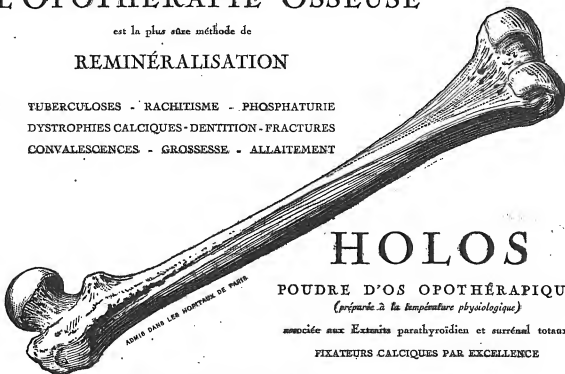 L'OPOTHÉRAPIE OSSEUSE
est la plus sûre méthode de
REMINÉRALISATION
TUBERCULOSES - RACHITISME - PHOSPHATURIE
DYSTROPHIES CALCIQUES - DENTITION - FRACTURES
CONVALESCENCES - GROSSESSE - ALLAITEMENT
ADMIS DANS LES HOPITAUX DE PARIS
HOLOS
POUDRE D'OS OPOTHÉRAPIQU
(préparée à la température physiologique)
associée aux Extraits parathyroïdien et surrénal totaux
FIXATEURS CALCIQUES PAR EXCELLENCE